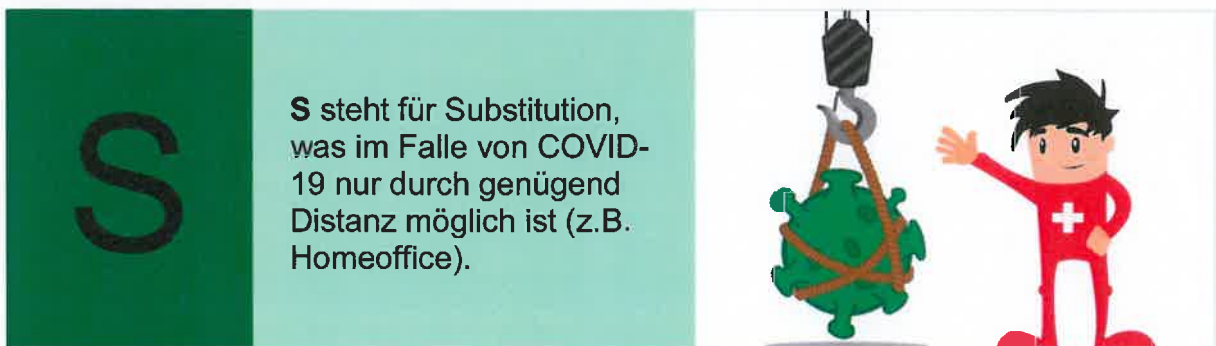 S
S steht für Substitution,
was im Falle von COVID-
19 nur durch genügend
Distanz möglich ist (z.B.
Homeoffice).